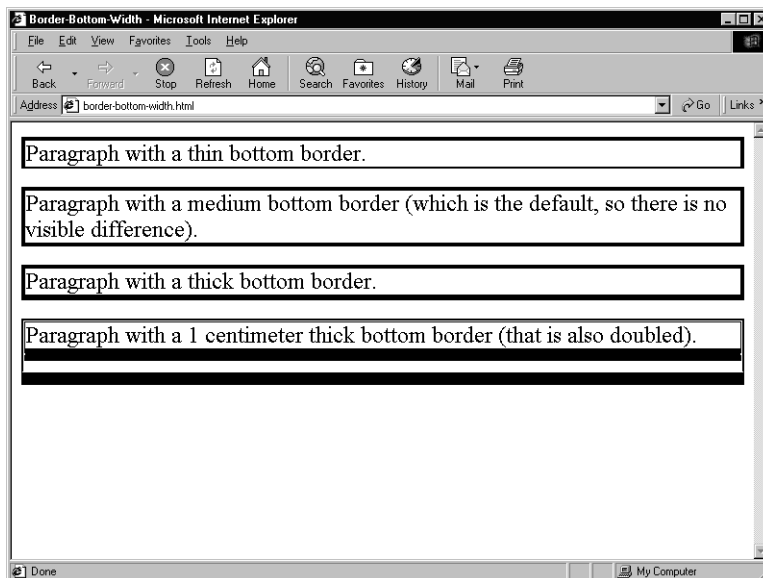 Border-Bottom-Width - Microsoft Internet Explorer
File Edit View Favorites Tools Help
Back Forward Stop Refresh Home Search Favorites History Mail Print
Address border-bottom-width.html Go Links
Paragraph with a thin bottom border.
Paragraph with a medium bottom border (which is the default, so there is no
visible difference).
Paragraph with a thick bottom border.
Paragraph with a 1 centimeter thick bottom border (that is also doubled).
Done My Computer